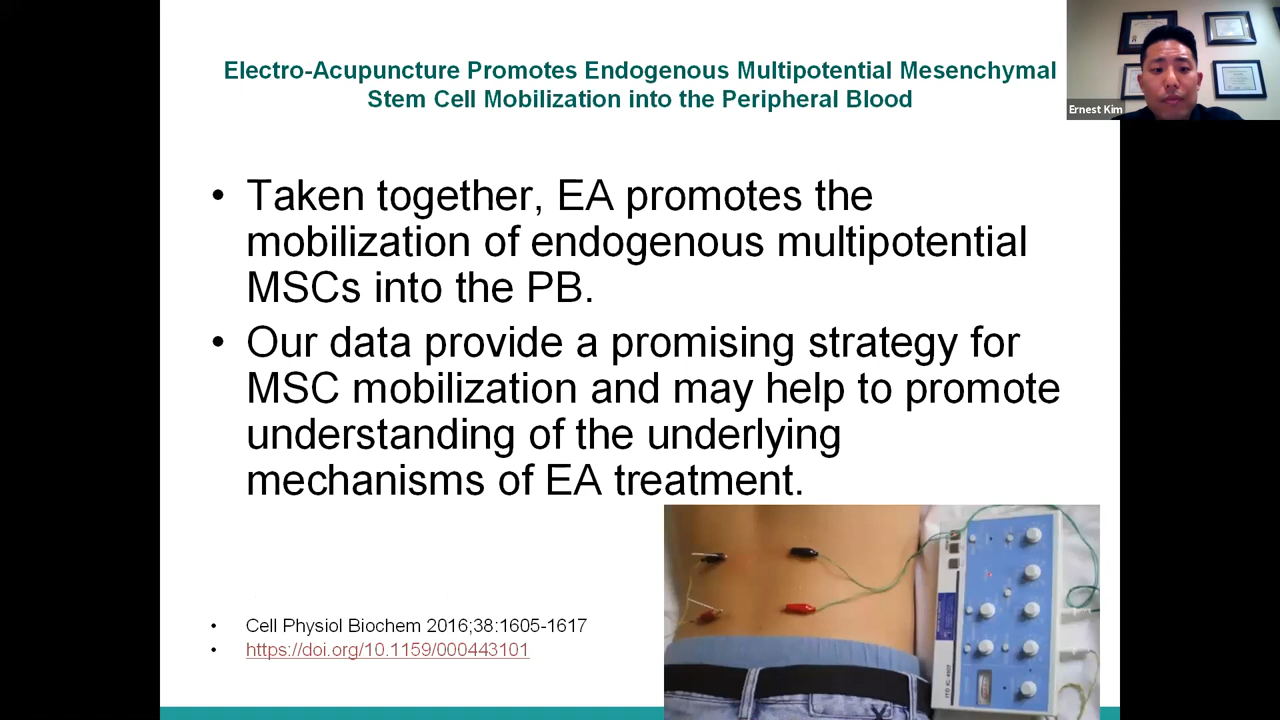 Electro-Acupuncture Promotes Endogenous Multipotential Mesenchymal
Stem Cell Mobilization into the Peripheral Blood
Ernest Kim
• Taken together, EA promotes the
mobilization of endogenous multipotential
MSCs into the PB.
• Our data provide a promising strategy for
MSC mobilization and may help to promote
understanding of the underlying
mechanisms of EA treatment.
• Cell Physiol Biochem 2016;38:1605-1617
• https://doi.org/10.1159/000443101